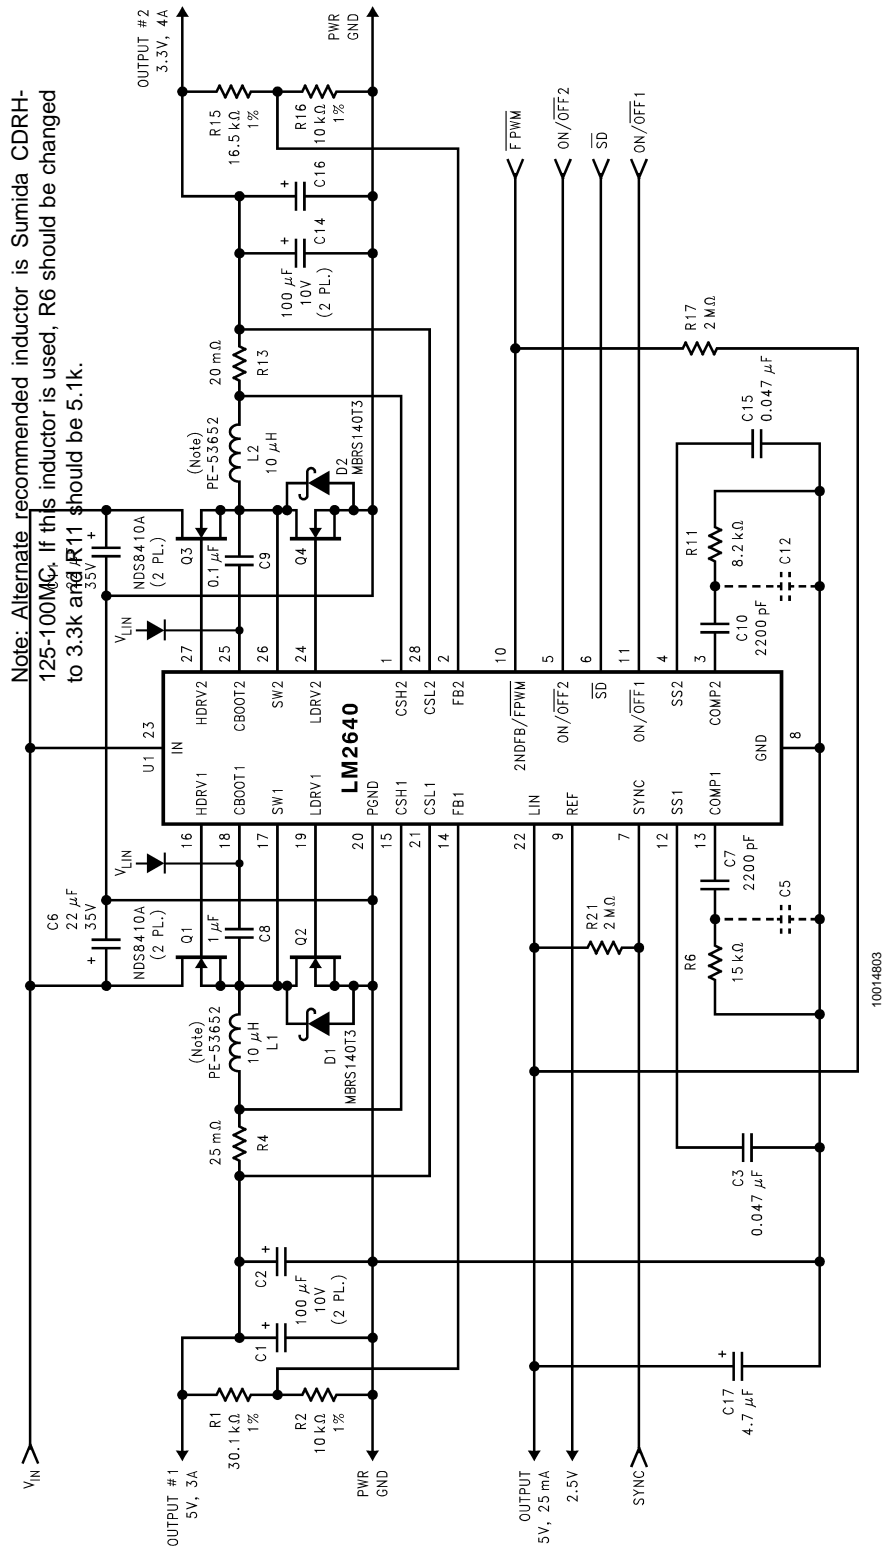 Note: Alternate recommended inductor is Sumida CDRH-
125-100MC. If this inductor is used, R6 should be changed
to 3.3k and R11 should be 5.1k.
VIN
C6
22 µF
35V
+
35V
+
U1
23
IN
LM2640
OUTPUT #1
5V, 3A
R1
30.1 kΩ
1%
R2
10 kΩ
1%
PWR
GND
C1
+
C2
+
100 µF
10V
(2 PL.)
25 mΩ
R4
(Note)
PE-53652
10 µH
L1
D1
MBRS140T3
NDS8410A
(2 PL.)
Q1
Q2
1 µF
C8
VLIN
16
HDRV1
18
CBOOT1
17
SW1
19
LDRV1
20
PGND
15
CSH1
21
CSL1
14
FB1
22
LIN
9
REF
7
SYNC
12
SS1
13
COMP1
OUTPUT
5V, 25 mA
2.5V
SYNC
C17
+
4.7 µF
C3
0.047 µF
R21
2 MΩ
R6
15 kΩ
C7
2200 pF
C5
GND
8
HDRV2
27
CBOOT2
25
SW2
26
LDRV2
24
CSH2
1
CSL2
28
FB2
2
2NDFB/F̅P̅W̅M̅
10
ON/O̅F̅F̅2
5
S̅D̅
6
ON/O̅F̅F̅1
11
SS2
4
COMP2
3
VLIN
NDS8410A
(2 PL.)
Q3
Q4
0.1 µF
C9
(Note)
PE-53652
L2
10 µH
D2
MBRS140T3
20 mΩ
R13
100 µF
10V
(2 PL.)
+
C14
+
C16
R15
16.5 kΩ
1%
R16
10 kΩ
1%
OUTPUT #2
3.3V, 4A
PWR
GND
F̅ ̅P̅W̅M̅
ON/O̅F̅F̅2
S̅D̅
ON/O̅F̅F̅1
R17
2 MΩ
C15
0.047 µF
R11
8.2 kΩ
C10
2200 pF
C12
10014803